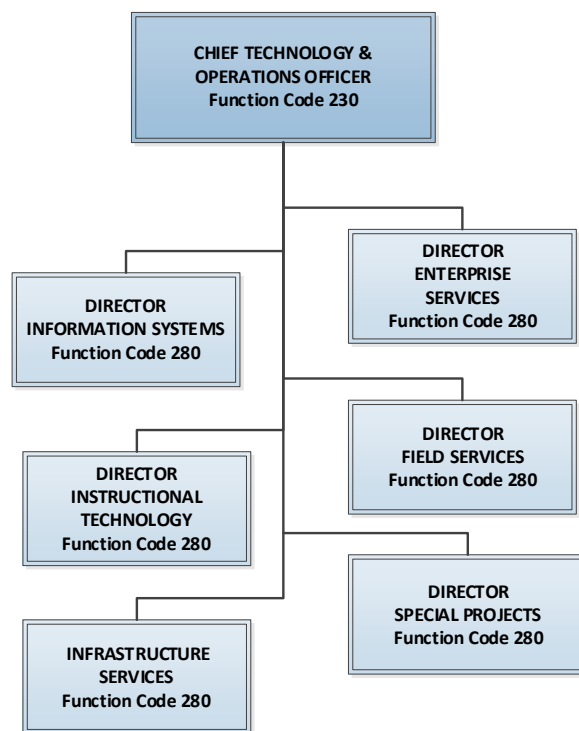 CHIEF TECHNOLOGY &
OPERATIONS OFFICER
Function Code 230
DIRECTOR
ENTERPRISE
SERVICES
Function Code 280
DIRECTOR
INFORMATION SYSTEMS
Function Code 280
DIRECTOR
FIELD SERVICES
Function Code 280
DIRECTOR
INSTRUCTIONAL
TECHNOLOGY
Function Code 280
DIRECTOR
SPECIAL PROJECTS
Function Code 280
INFRASTRUCTURE
SERVICES
Function Code 280